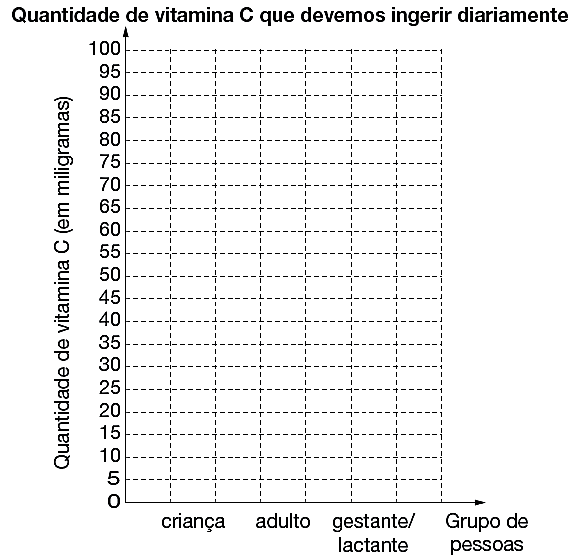 Quantidade de vitamina C que devemos ingerir diariamente
Quantidade de vitamina C (em miligramas)
100
95
90
85
80
75
70
65
60
55
50
45
40
35
30
25
20
15
10
5
0
criança
adulto
gestante/
lactante
Grupo de
pessoas